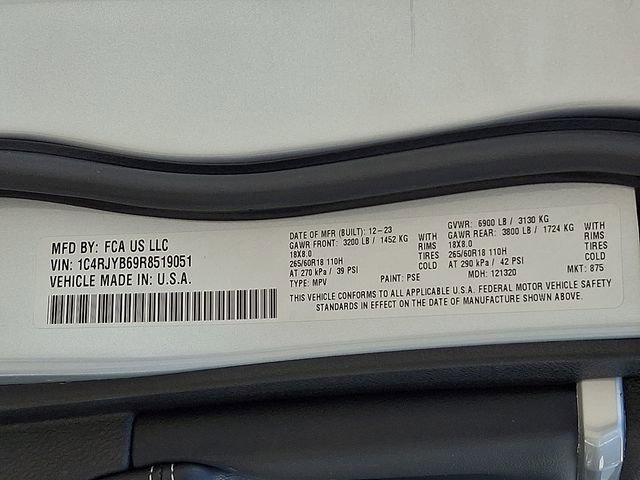 MFD BY: FCA US LLC
VIN: 1C4RJYB69R8519051
VEHICLE MADE IN: U.S.A.
DATE OF MFR (BUILT): 12-23
GAWR FRONT: 3200 LB / 1452 KG WITH
18X8.0 RIMS
265/60R18 110H TIRES
AT 270 kPa / 39 PSI COLD
TYPE: MPV PAINT: PSE
GVWR: 6900 LB / 3130 KG
GAWR REAR: 3800 LB / 1724 KG WITH
18X8.0 RIMS
265/60R18 110H TIRES
AT 290 kPa / 42 PSI COLD
MDH: 121320 MKT: 875
THIS VEHICLE CONFORMS TO ALL APPLICABLE U.S.A. FEDERAL MOTOR VEHICLE SAFETY
STANDARDS IN EFFECT ON THE DATE OF MANUFACTURE SHOWN ABOVE.